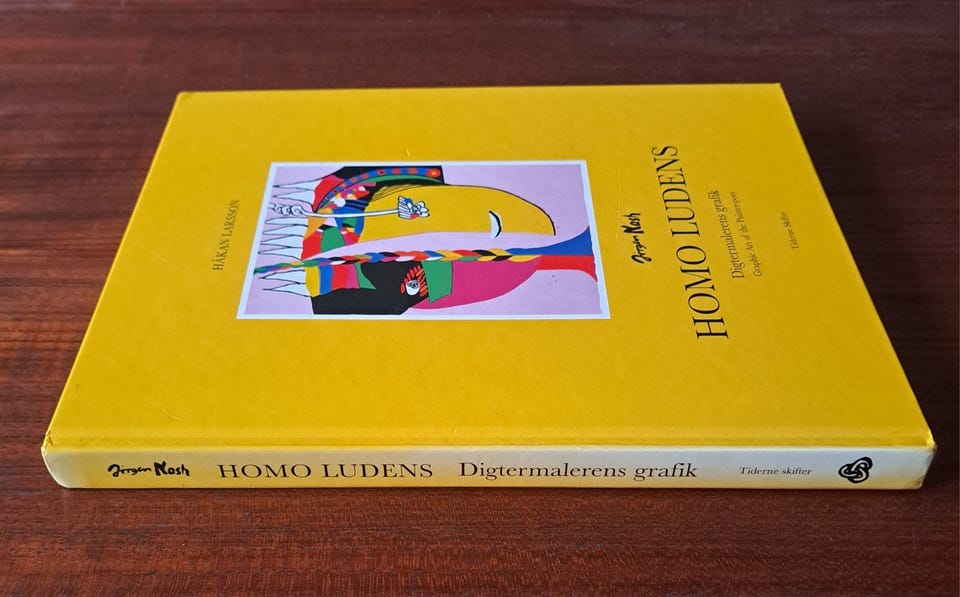 HÅKAN LARSSON
Jørgen Nash
HOMO LUDENS
Digtermalerens grafik
Graphic Art of the Painterpoet
Tiderne Skifter
Jørgen Nash HOMO LUDENS Digtermalerens grafik Tiderne skifter